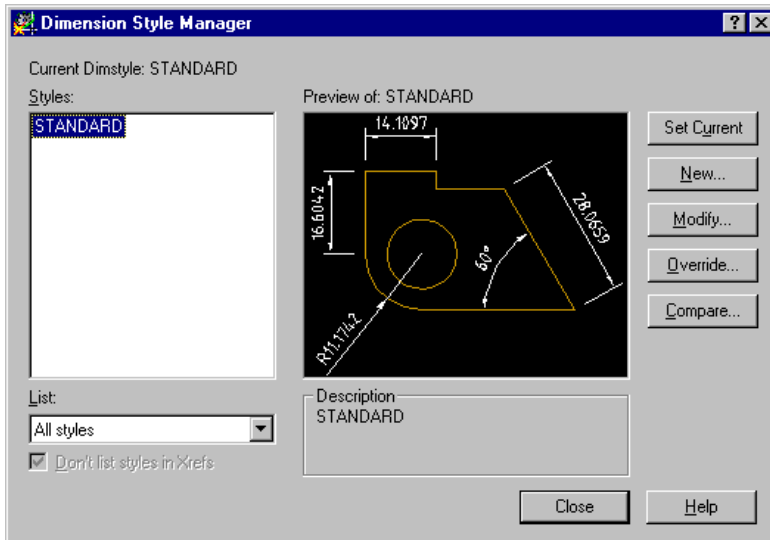 Dimension Style Manager
Current Dimstyle: STANDARD
Styles:
STANDARD
Preview of: STANDARD
14.1897
16.6042
28.0659
60°
R11.1742
Set Current
New...
Modify...
Override...
Compare...
List:
All styles
Don't list styles in Xrefs
Description
STANDARD
Close
Help